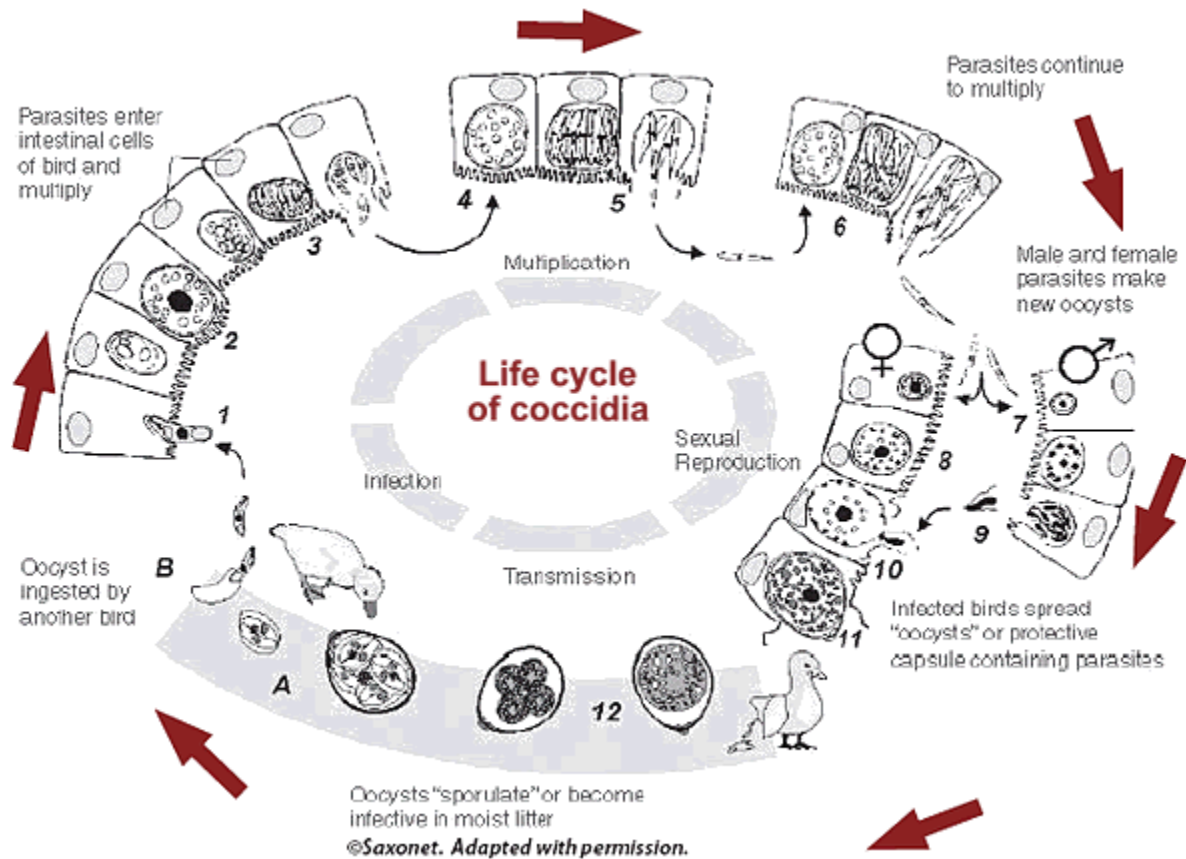 Parasites continue
to multiply
Parasites enter
intestinal cells
of bird and
multiply
4
5
6
3
2
1
Multiplication
Male and female
parasites make
new oocysts
Life cycle
of coccidia
Sexual
Reproduction
Infection
Transmission
7
8
9
10
11
B
Oocyst is
ingested by
another bird
A
12
Infected birds spread
"oocysts" or protective
capsule containing parasites
Oocysts "sporulate" or become
infective in moist litter
©Saxonet. Adapted with permission.